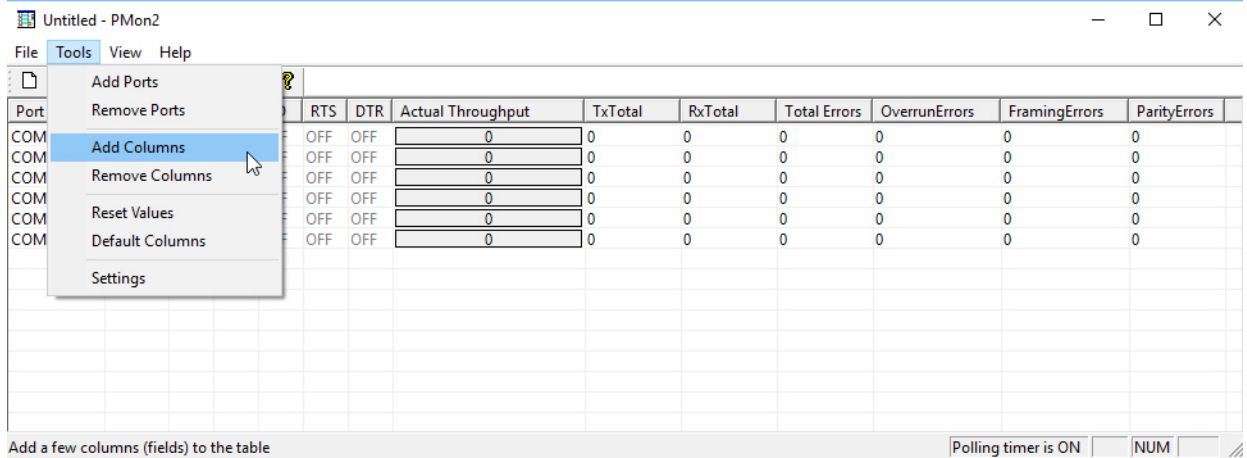 Untitled - PMon2
File Tools View Help
Add Ports
Remove Ports
Add Columns
Remove Columns
Reset Values
Default Columns
Settings
Port RTS DTR Actual Throughput TxTotal RxTotal Total Errors OverrunErrors FramingErrors ParityErrors
COM OFF OFF 0 0 0 0 0 0 0
COM OFF OFF 0 0 0 0 0 0 0
COM OFF OFF 0 0 0 0 0 0 0
COM OFF OFF 0 0 0 0 0 0 0
COM OFF OFF 0 0 0 0 0 0 0
COM OFF OFF 0 0 0 0 0 0 0
Add a few columns (fields) to the table Polling timer is ON NUM